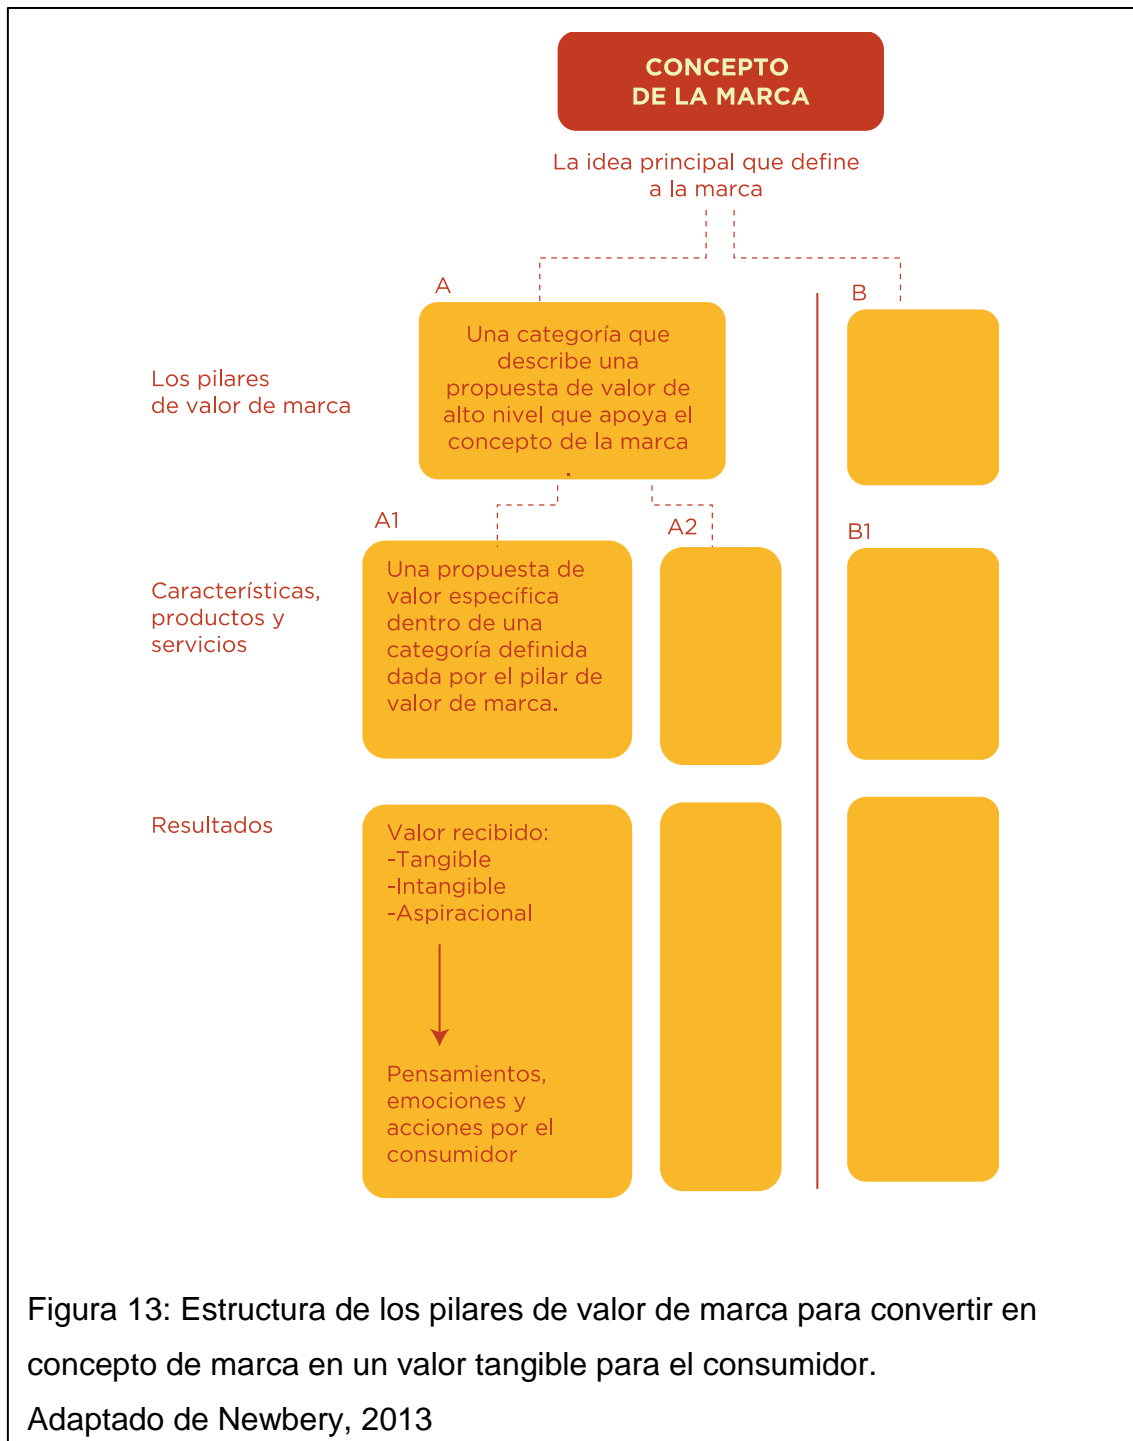 CONCEPTO
DE LA MARCA
La idea principal que define
a la marca
A
B
Una categoría que
describe una
propuesta de valor de
alto nivel que apoya el
concepto de la marca
.
Los pilares
de valor de marca
A1
A2
B1
Una propuesta de
valor específica
dentro de una
categoría definida
dada por el pilar de
valor de marca.
Características,
productos y
servicios
Resultados
Valor recibido:
-Tangible
-Intangible
-Aspiracional
Pensamientos,
emociones y
acciones por el
consumidor
Figura 13: Estructura de los pilares de valor de marca para convertir en
concepto de marca en un valor tangible para el consumidor.
Adaptado de Newbery, 2013